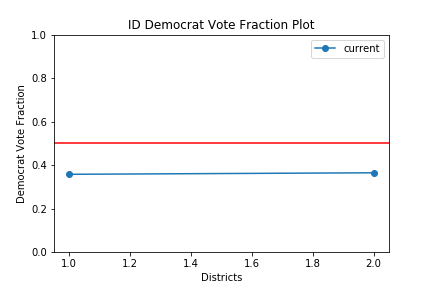 ID Democrat Vote Fraction Plot
current
1.0
0.8
0.6
0.4
0.2
0.0
Democrat Vote Fraction
1.0 1.2 1.4 1.6 1.8 2.0
Districts